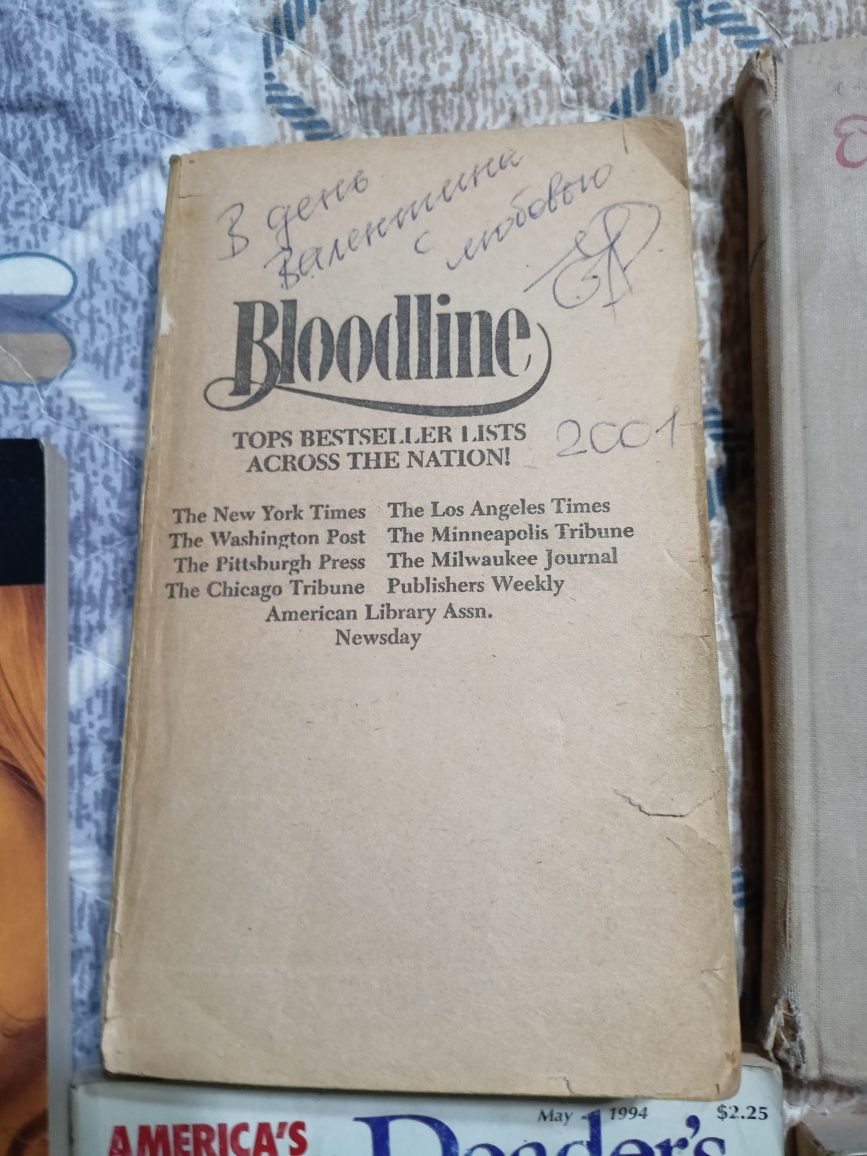 В день
Валентина
с любовью!
Bloodline
TOPS BESTSELLER LISTS
ACROSS THE NATION!
2001
The New York Times The Los Angeles Times
The Washington Post The Minneapolis Tribune
The Pittsburgh Press The Milwaukee Journal
The Chicago Tribune Publishers Weekly
American Library Assn.
Newsday
May 1994 $2.25
AMERICA'S